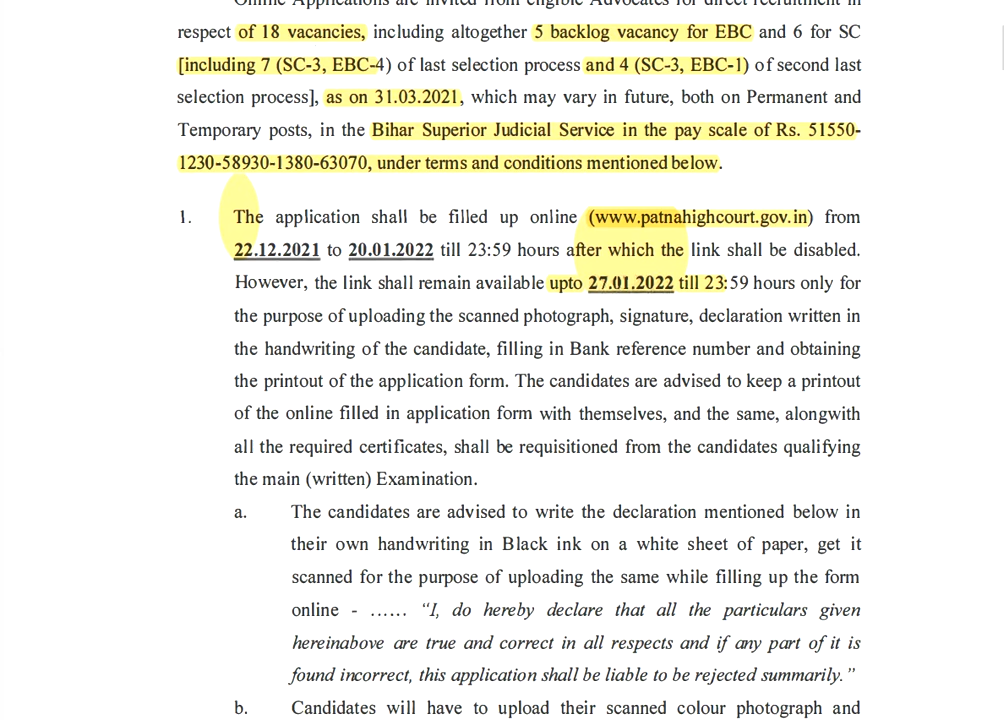 Online Applications are invited from eligible Advocates for direct recruitment in
respect of 18 vacancies, including altogether 5 backlog vacancy for EBC and 6 for SC
[including 7 (SC-3, EBC-4) of last selection process and 4 (SC-3, EBC-1) of second last
selection process], as on 31.03.2021, which may vary in future, both on Permanent and
Temporary posts, in the Bihar Superior Judicial Service in the pay scale of Rs. 51550-
1230-58930-1380-63070, under terms and conditions mentioned below.
1. The application shall be filled up online (www.patnahighcourt.gov.in) from
22.12.2021 to 20.01.2022 till 23:59 hours after which the link shall be disabled.
However, the link shall remain available upto 27.01.2022 till 23:59 hours only for
the purpose of uploading the scanned photograph, signature, declaration written in
the handwriting of the candidate, filling in Bank reference number and obtaining
the printout of the application form. The candidates are advised to keep a printout
of the online filled in application form with themselves, and the same, alongwith
all the required certificates, shall be requisitioned from the candidates qualifying
the main (written) Examination.
a. The candidates are advised to write the declaration mentioned below in
their own handwriting in Black ink on a white sheet of paper, get it
scanned for the purpose of uploading the same while filling up the form
online - ...... “I, do hereby declare that all the particulars given
hereinabove are true and correct in all respects and if any part of it is
found incorrect, this application shall be liable to be rejected summarily.”
b. Candidates will have to upload their scanned colour photograph and